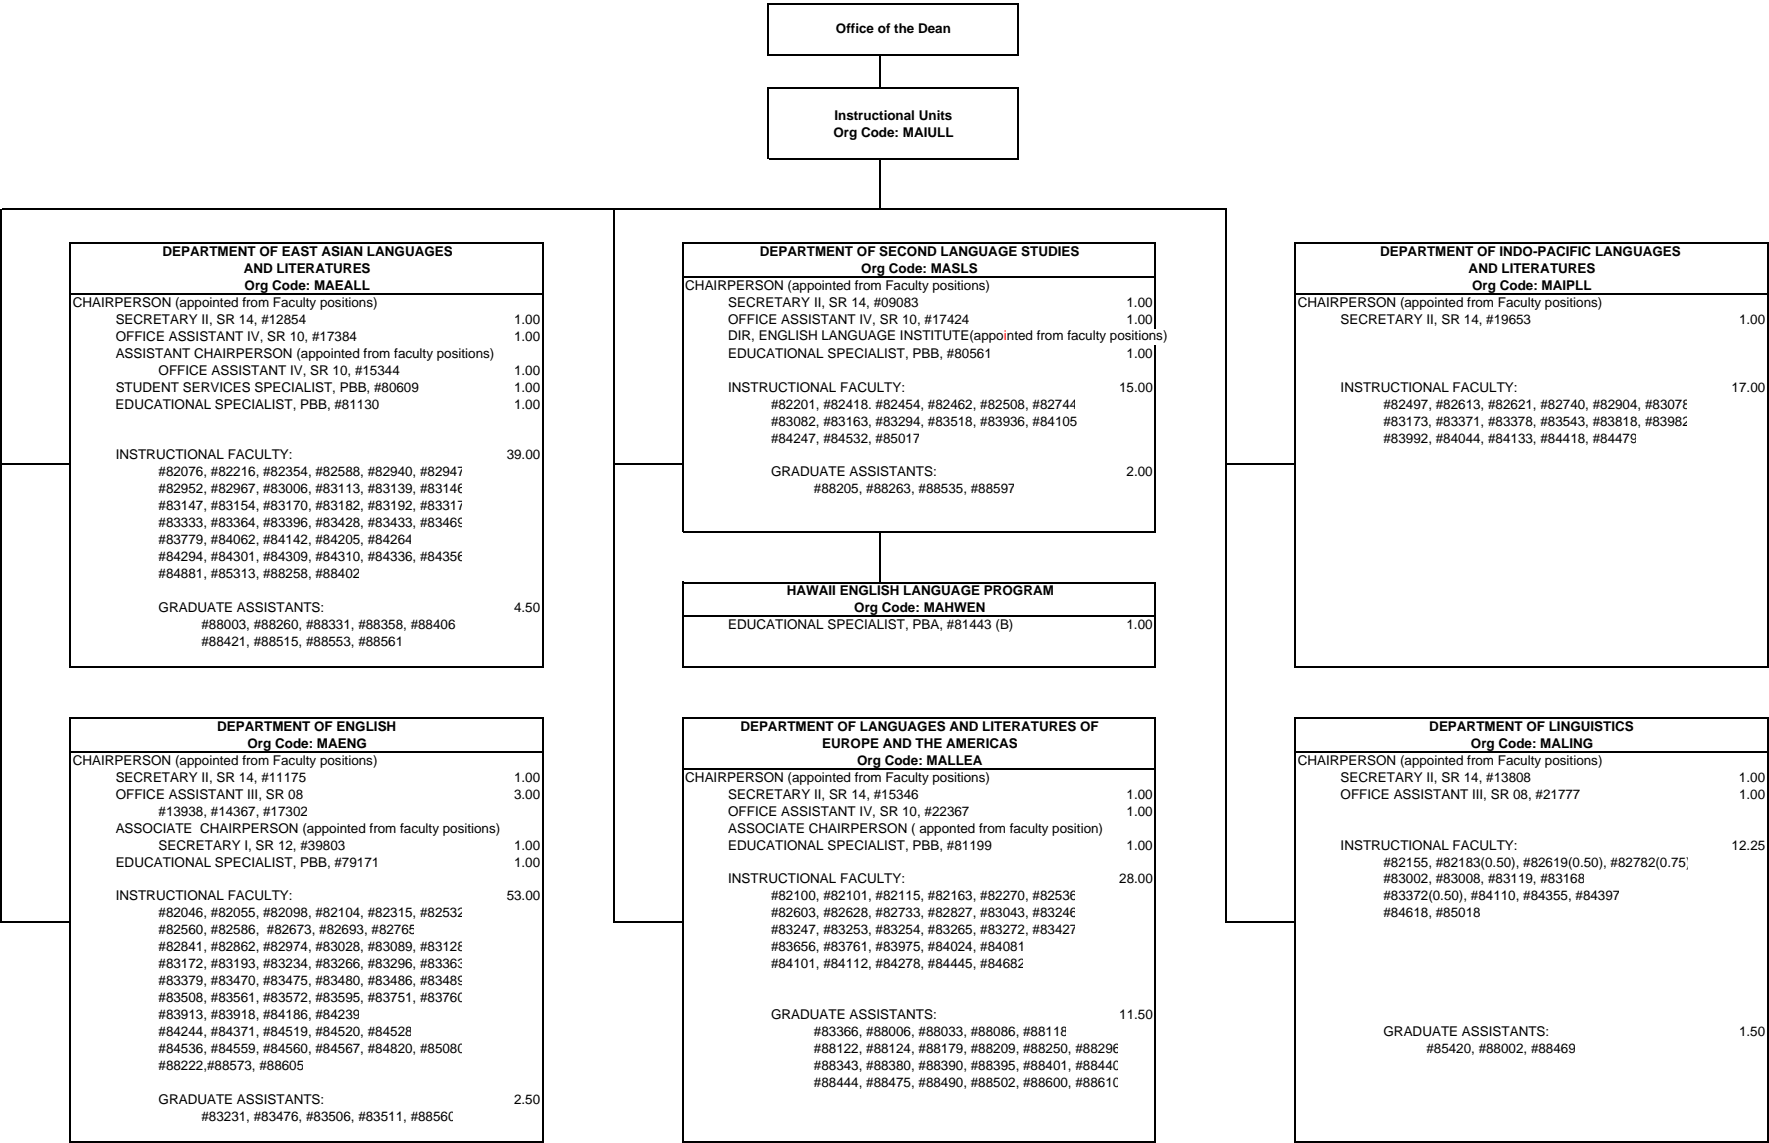 Office of the Dean
Instructional Units
Org Code: MAIULL
DEPARTMENT OF EAST ASIAN LANGUAGES
AND LITERATURES
Org Code: MAEALL
CHAIRPERSON (appointed from Faculty positions)
SECRETARY II, SR 14, #12854 1.00
OFFICE ASSISTANT IV, SR 10, #17384 1.00
ASSISTANT CHAIRPERSON (appointed from faculty positions)
OFFICE ASSISTANT IV, SR 10, #15344 1.00
STUDENT SERVICES SPECIALIST, PBB, #80609 1.00
EDUCATIONAL SPECIALIST, PBB, #81130 1.00
INSTRUCTIONAL FACULTY: 39.00
#82076, #82216, #82354, #82588, #82940, #82947
#82952, #82967, #83006, #83113, #83139, #83146
#83147, #83154, #83170, #83182, #83192, #83317
#83333, #83364, #83396, #83428, #83433, #83469
#83779, #84062, #84142, #84205, #84264
#84294, #84301, #84309, #84310, #84336, #84356
#84881, #85313, #88258, #88402
GRADUATE ASSISTANTS: 4.50
#88003, #88260, #88331, #88358, #88406
#88421, #88515, #88553, #88561
DEPARTMENT OF SECOND LANGUAGE STUDIES
Org Code: MASLS
CHAIRPERSON (appointed from Faculty positions)
SECRETARY II, SR 14, #09083 1.00
OFFICE ASSISTANT IV, SR 10, #17424 1.00
DIR, ENGLISH LANGUAGE INSTITUTE(appointed from faculty positions)
EDUCATIONAL SPECIALIST, PBB, #80561 1.00
INSTRUCTIONAL FACULTY: 15.00
#82201, #82418. #82454, #82462, #82508, #82744
#83082, #83163, #83294, #83518, #83936, #84105
#84247, #84532, #85017
GRADUATE ASSISTANTS: 2.00
#88205, #88263, #88535, #88597
HAWAII ENGLISH LANGUAGE PROGRAM
Org Code: MAHWEN
EDUCATIONAL SPECIALIST, PBA, #81443 (B) 1.00
DEPARTMENT OF INDO-PACIFIC LANGUAGES
AND LITERATURES
Org Code: MAIPLL
CHAIRPERSON (appointed from Faculty positions)
SECRETARY II, SR 14, #19653 1.00
INSTRUCTIONAL FACULTY: 17.00
#82497, #82613, #82621, #82740, #82904, #83078
#83173, #83371, #83378, #83543, #83818, #83982
#83992, #84044, #84133, #84418, #84479
DEPARTMENT OF ENGLISH
Org Code: MAENG
CHAIRPERSON (appointed from Faculty positions)
SECRETARY II, SR 14, #11175 1.00
OFFICE ASSISTANT III, SR 08 3.00
#13938, #14367, #17302
ASSOCIATE  CHAIRPERSON (appointed from faculty positions)
SECRETARY I, SR 12, #39803 1.00
EDUCATIONAL SPECIALIST, PBB, #79171 1.00
INSTRUCTIONAL FACULTY: 53.00
#82046, #82055, #82098, #82104, #82315, #82532
#82560, #82586,  #82673, #82693, #82765
#82841, #82862, #82974, #83028, #83089, #83128
#83172, #83193, #83234, #83266, #83296, #83363
#83379, #83470, #83475, #83480, #83486, #83489
#83508, #83561, #83572, #83595, #83751, #83760
#83913, #83918, #84186, #84239
#84244, #84371, #84519, #84520, #84528
#84536, #84559, #84560, #84567, #84820, #85080
#88222,#88573, #88605
GRADUATE ASSISTANTS: 2.50
#83231, #83476, #83506, #83511, #88560
DEPARTMENT OF LANGUAGES AND LITERATURES OF
EUROPE AND THE AMERICAS
Org Code: MALLEA
CHAIRPERSON (appointed from Faculty positions)
SECRETARY II, SR 14, #15346 1.00
OFFICE ASSISTANT IV, SR 10, #22367 1.00
ASSOCIATE CHAIRPERSON ( apponted from faculty position)
EDUCATIONAL SPECIALIST, PBB, #81199 1.00
INSTRUCTIONAL FACULTY: 28.00
#82100, #82101, #82115, #82163, #82270, #82536
#82603, #82628, #82733, #82827, #83043, #83246
#83247, #83253, #83254, #83265, #83272, #83427
#83656, #83761, #83975, #84024, #84081
#84101, #84112, #84278, #84445, #84682
GRADUATE ASSISTANTS: 11.50
#83366, #88006, #88033, #88086, #88118
#88122, #88124, #88179, #88209, #88250, #88296
#88343, #88380, #88390, #88395, #88401, #88440
#88444, #88475, #88490, #88502, #88600, #88610
DEPARTMENT OF LINGUISTICS
Org Code: MALING
CHAIRPERSON (appointed from Faculty positions)
SECRETARY II, SR 14, #13808 1.00
OFFICE ASSISTANT III, SR 08, #21777 1.00
INSTRUCTIONAL FACULTY: 12.25
#82155, #82183(0.50), #82619(0.50), #82782(0.75)
#83002, #83008, #83119, #83168
#83372(0.50), #84110, #84355, #84397
#84618, #85018
GRADUATE ASSISTANTS: 1.50
#85420, #88002, #88469